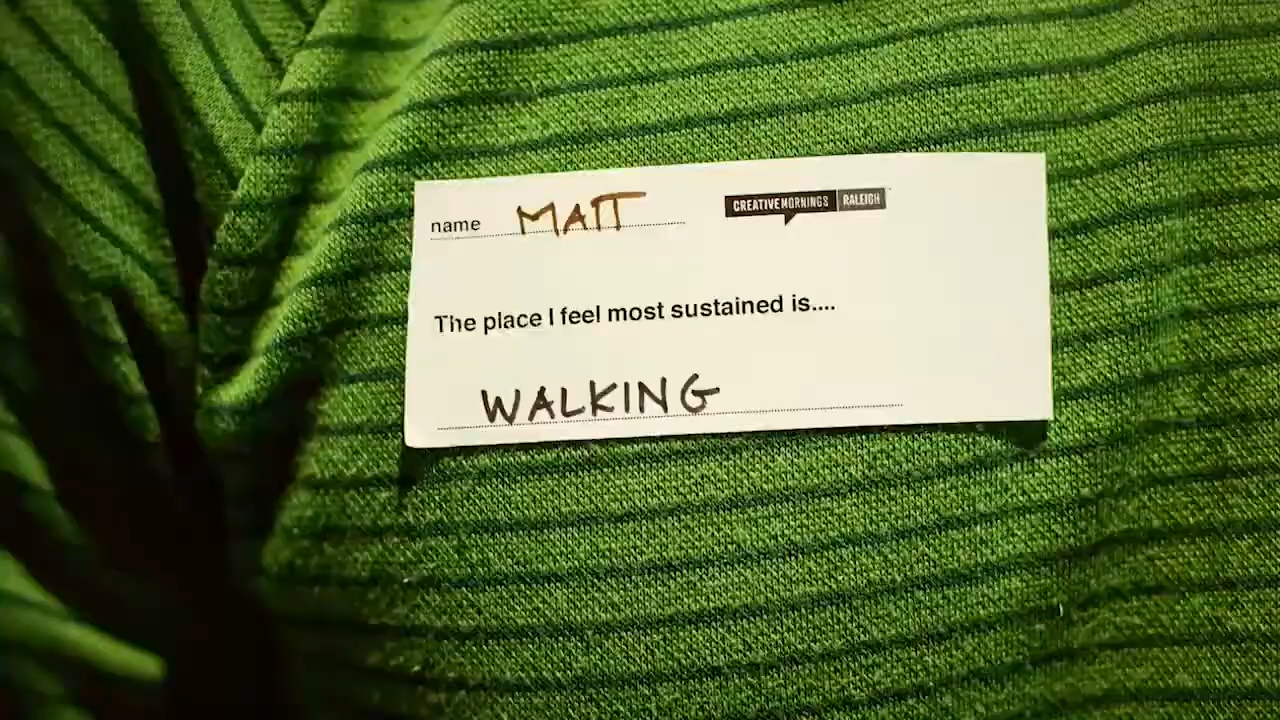 name MATT CREATIVEMORNINGS RALEIGH
The place I feel most sustained is....
WALKING